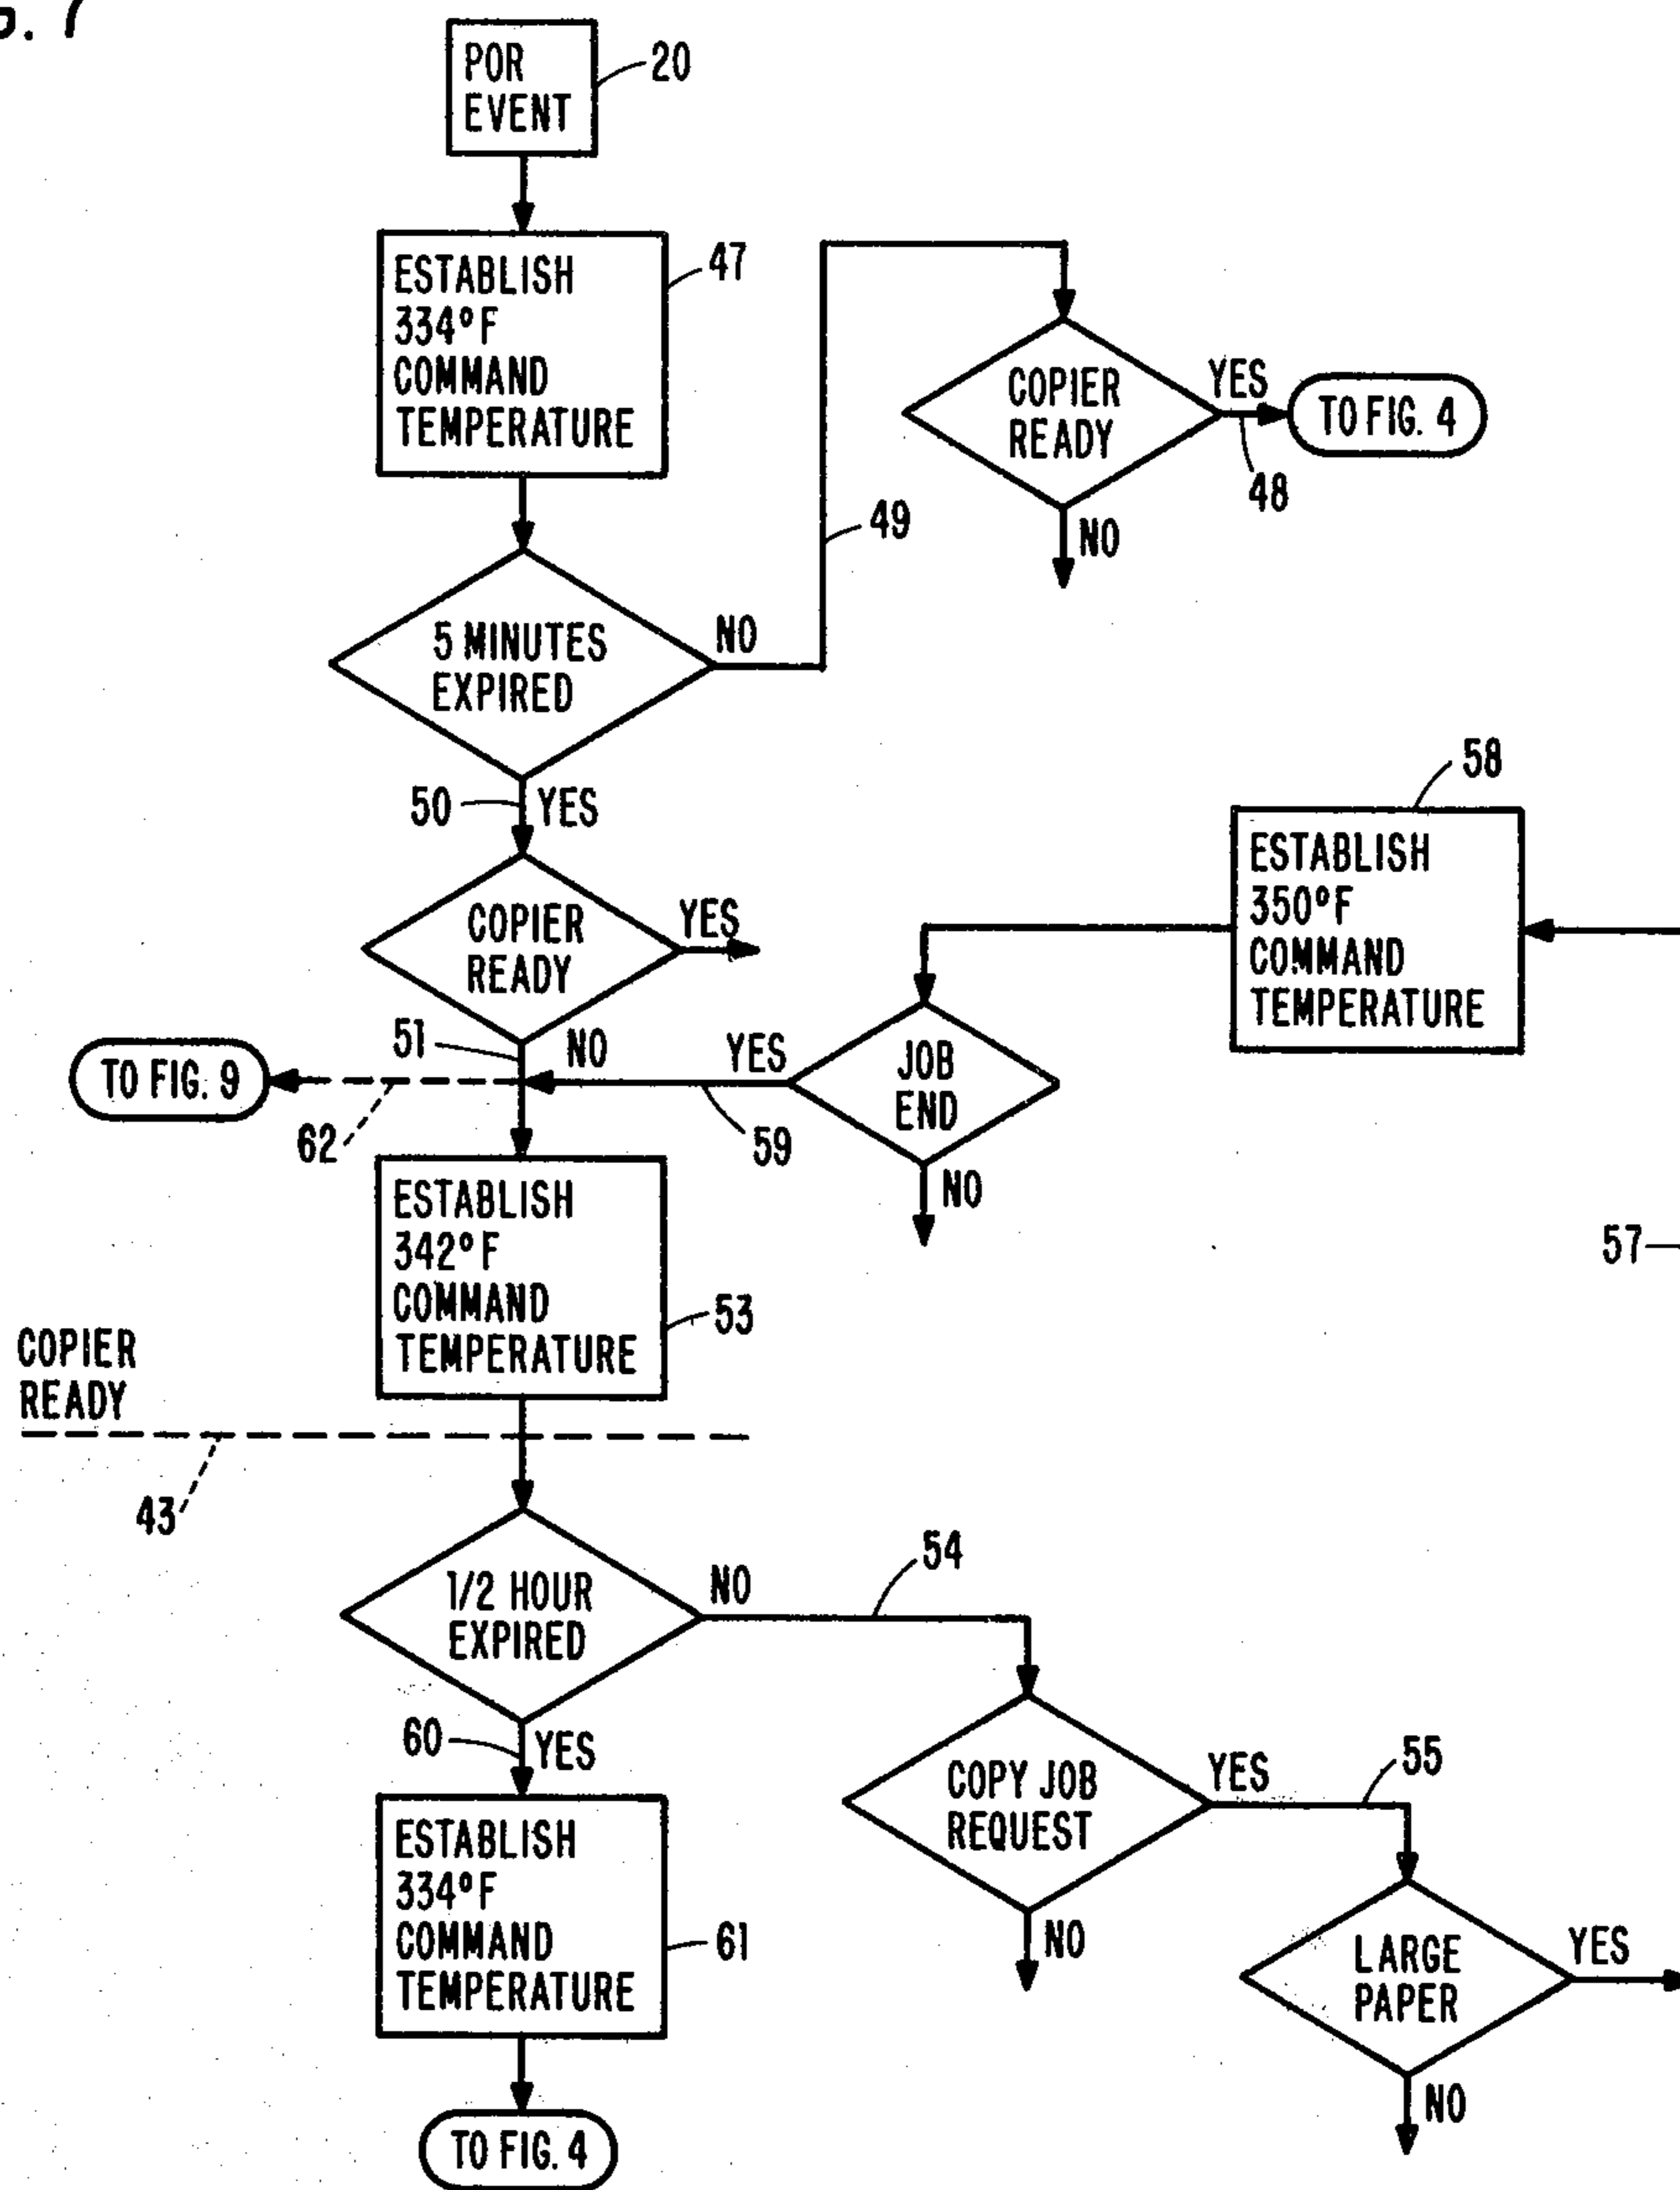 . 7
POR
EVENT
20
ESTABLISH
334°F
COMMAND
TEMPERATURE
47
COPIER
READY
YES
TO FIG. 4
48
NO
49
5 MINUTES
EXPIRED
NO
50
YES
58
ESTABLISH
350°F
COMMAND
TEMPERATURE
COPIER
READY
YES
51
NO
YES
JOB
END
TO FIG. 9
62
59
NO
ESTABLISH
342°F
COMMAND
TEMPERATURE
53
57
COPIER
READY
43
1/2 HOUR
EXPIRED
NO
54
60
YES
COPY JOB
REQUEST
YES
55
NO
ESTABLISH
334°F
COMMAND
TEMPERATURE
61
LARGE
PAPER
YES
NO
TO FIG. 4